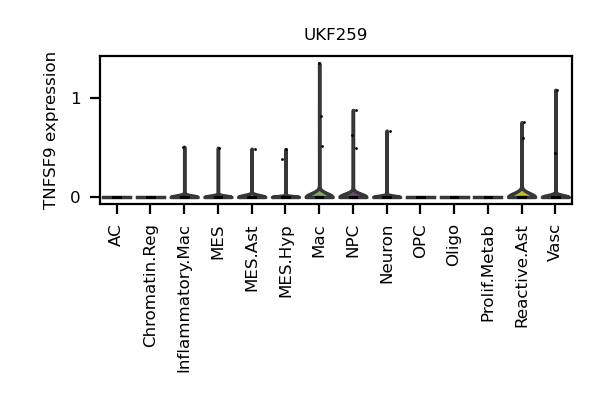 UKF259
TNFSF9 expression
1
0
AC
Chromatin.Reg
Inflammatory.Mac
MES
MES.Ast
MES.Hyp
Mac
NPC
Neuron
OPC
Oligo
Prolif.Metab
Reactive.Ast
Vasc